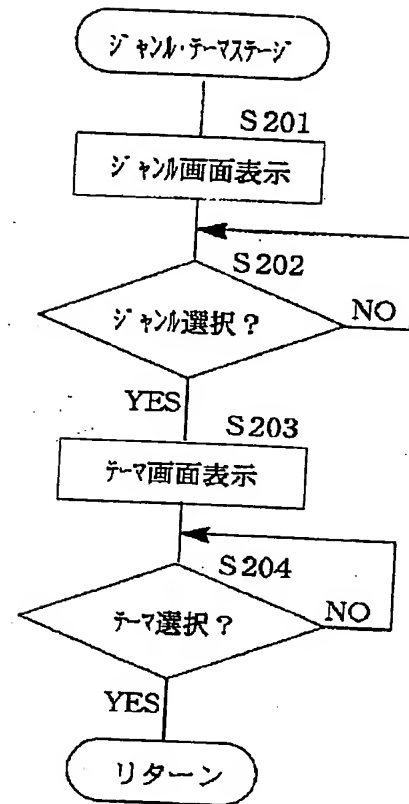 ジャンル・テーマステージ
S201
ジャンル画面表示
S202
ジャンル選択？
NO
YES
S203
テーマ画面表示
S204
テーマ選択？
NO
YES
リターン